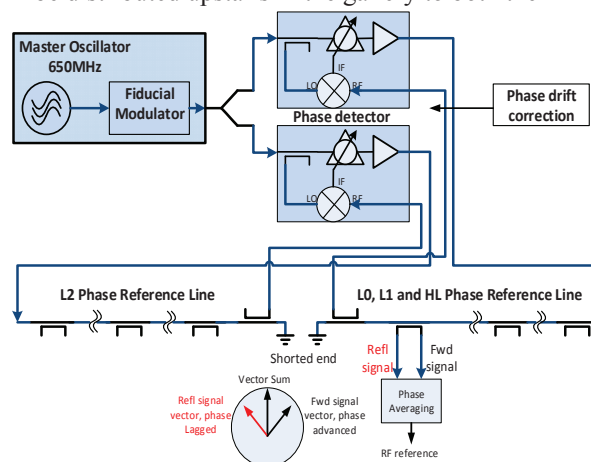 Master Oscillator
650MHz
Fiducial
Modulator
IF
LO
RF
Phase detector
IF
LO
RF
Phase drift
correction
L2 Phase Reference Line
L0, L1 and HL Phase Reference Line
Shorted end
Refl
signal
Fwd
signal
Vector Sum
Refl signal
vector, phase
Lagged
Fwd signal
vector, phase
advanced
Phase
Averaging
RF reference